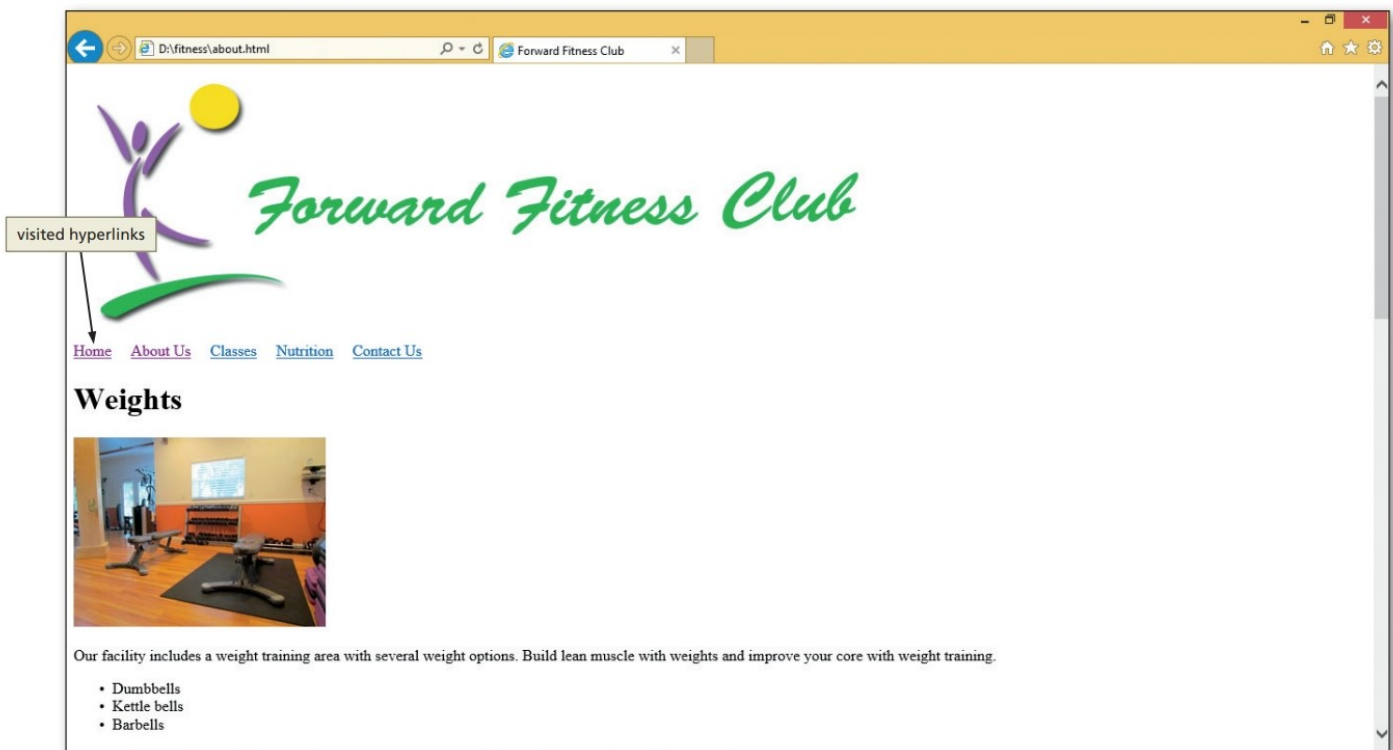 D:\fitness\about.html
Forward Fitness Club
Forward Fitness Club
visited hyperlinks
Home About Us Classes Nutrition Contact Us
Weights
Our facility includes a weight training area with several weight options. Build lean muscle with weights and improve your core with weight training.
• Dumbbells
• Kettle bells
• Barbells